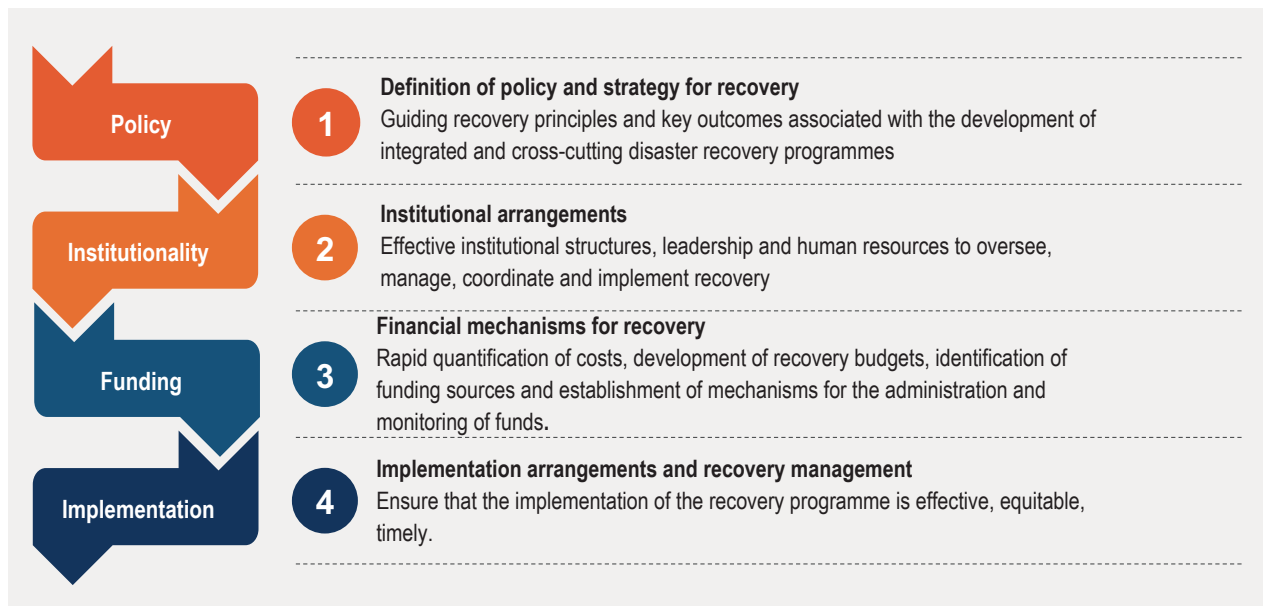 Policy
1
Definition of policy and strategy for recovery
Guiding recovery principles and key outcomes associated with the development of
integrated and cross-cutting disaster recovery programmes
Institutionality
2
Institutional arrangements
Effective institutional structures, leadership and human resources to oversee,
manage, coordinate and implement recovery
Funding
3
Financial mechanisms for recovery
Rapid quantification of costs, development of recovery budgets, identification of
funding sources and establishment of mechanisms for the administration and
monitoring of funds.
Implementation
4
Implementation arrangements and recovery management
Ensure that the implementation of the recovery programme is effective, equitable,
timely.